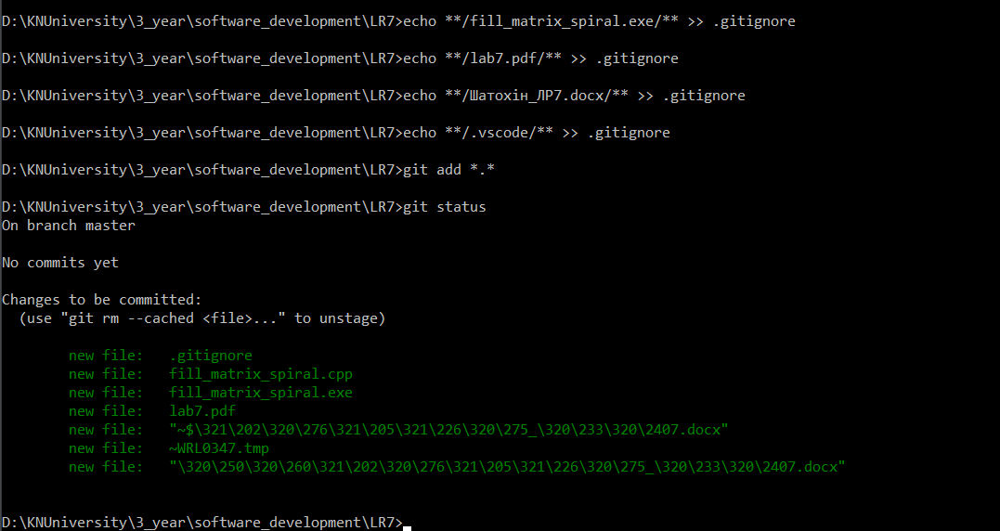 D:\KNUniversity\3_year\software_development\LR7>echo **/fill_matrix_spiral.exe/** >> .gitignore
D:\KNUniversity\3_year\software_development\LR7>echo **/lab7.pdf/** >> .gitignore
D:\KNUniversity\3_year\software_development\LR7>echo **/Шатохін_ЛР7.docx/** >> .gitignore
D:\KNUniversity\3_year\software_development\LR7>echo **/.vscode/** >> .gitignore
D:\KNUniversity\3_year\software_development\LR7>git add *.*
D:\KNUniversity\3_year\software_development\LR7>git status
On branch master
No commits yet
Changes to be committed:
  (use "git rm --cached <file>..." to unstage)
        new file:   .gitignore
        new file:   fill_matrix_spiral.cpp
        new file:   fill_matrix_spiral.exe
        new file:   lab7.pdf
        new file:   "~$\321\202\320\276\321\205\321\226\320\275_\320\233\320\2407.docx"
        new file:   ~WRL0347.tmp
        new file:   "\320\250\320\260\321\202\320\276\321\205\321\226\320\275_\320\233\320\2407.docx"
D:\KNUniversity\3_year\software_development\LR7>